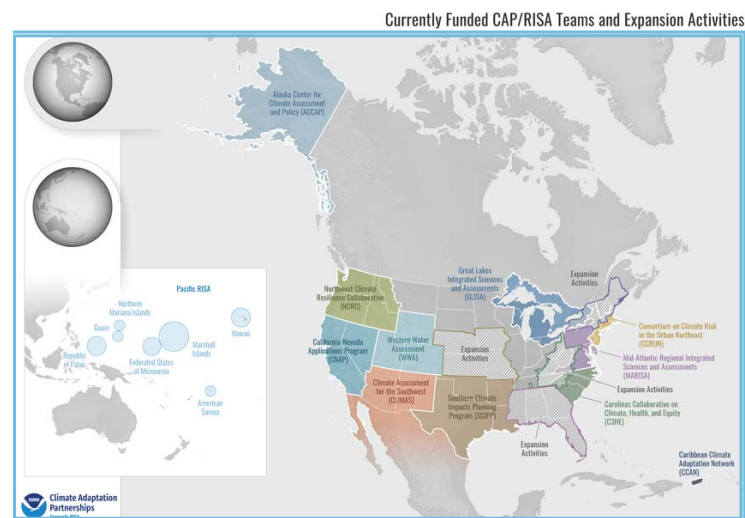 Currently Funded CAP/RISA Teams and Expansion Activities
Alaska Center for
Climate Assessment
and Policy (ACCAP)
Pacific RISA
Northern
Mariana Islands
Guam
Hawaii
Republic
of Palau
Federated States
of Micronesia
Marshall
Islands
American
Samoa
Northwest Climate
Resilience Collaborative
(NCRC)
Great Lakes
Integrated Sciences
and Assessments
(GLISA)
Expansion
Activities
California-Nevada
Applications Program
(CNAP)
Western Water
Assessment
(WWA)
Expansion
Activities
Consortium on Climate Risk
in the Urban Northeast
(CCRUN)
Mid-Atlantic Regional Integrated
Sciences and Assessments
(MARISA)
Climate Assessment
for the Southwest
(CLIMAS)
Southern Climate
Impacts Planning
Program (SCIPP)
Expansion Activities
Carolinas Collaborative on
Climate, Health, and Equity
(C3HE)
Expansion
Activities
Caribbean Climate
Adaptation Network
(CCAN)
NOAA
Climate Adaptation
Partnerships
Formerly RISA